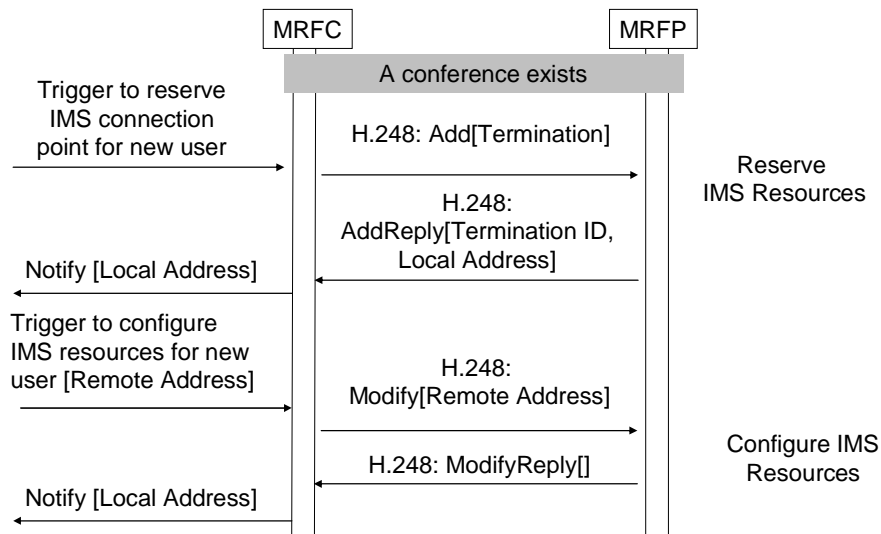 MRFC
MRFP
A conference exists
Trigger to reserve
IMS connection
point for new user
H.248: Add[Termination]
Reserve
IMS Resources
H.248:
AddReply[Termination ID,
Local Address]
Notify [Local Address]
Trigger to configure
IMS resources for new
user [Remote Address]
H.248:
Modify[Remote Address]
Configure IMS
Resources
H.248: ModifyReply[]
Notify [Local Address]